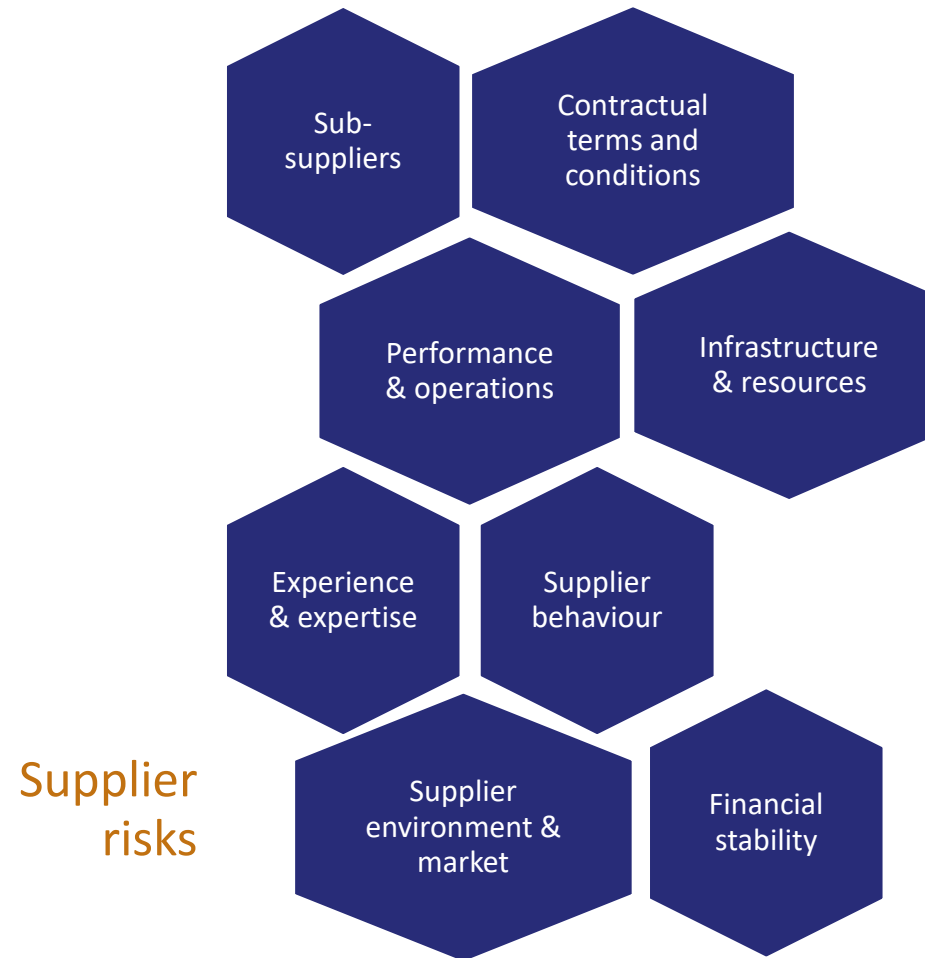 Sub-
suppliers
Contractual
terms and
conditions
Performance
& operations
Infrastructure
& resources
Experience
& expertise
Supplier
behaviour
Supplier
risks
Supplier
environment &
market
Financial
stability